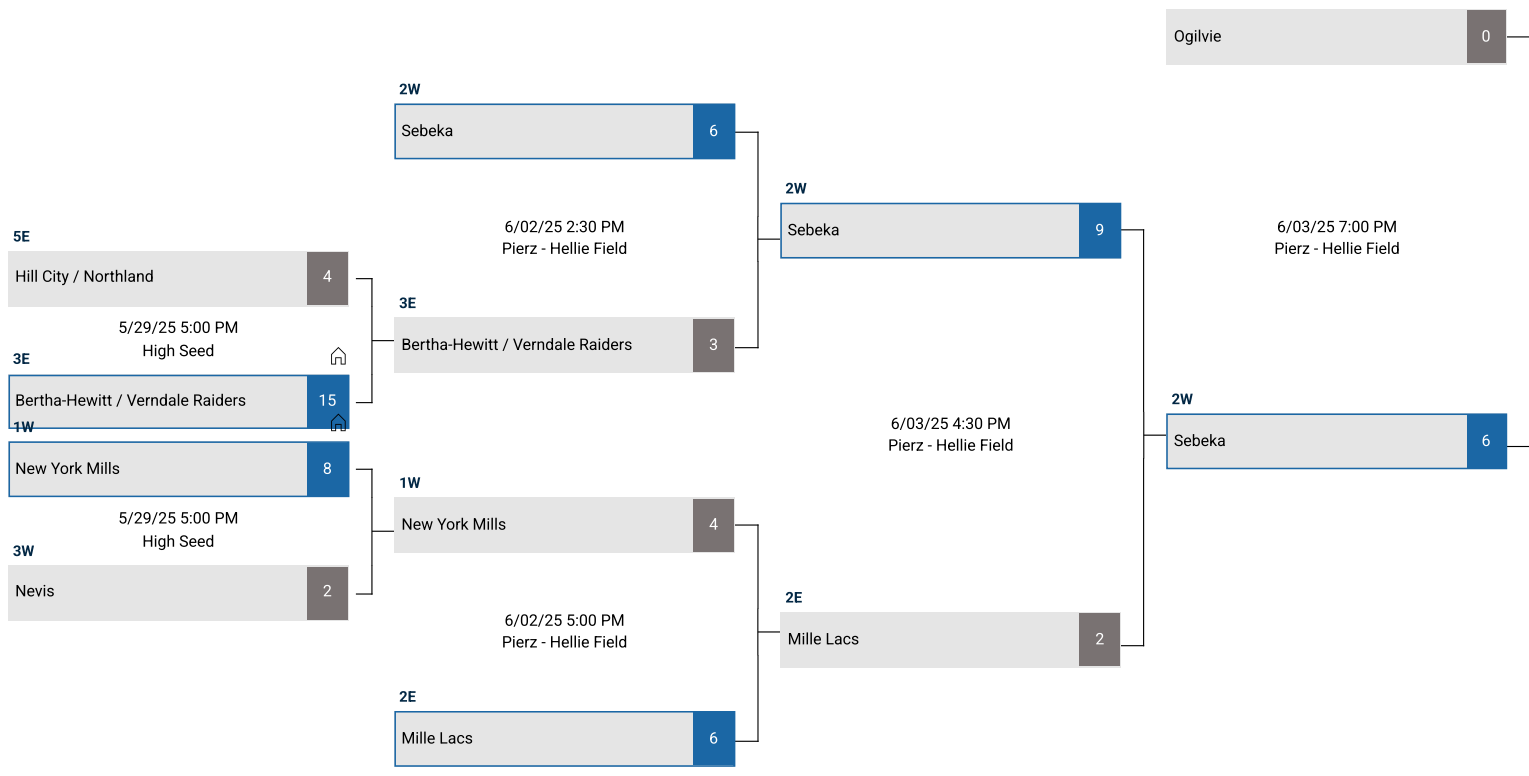 Ogilvie 0
2W
Sebeka 6
6/02/25 2:30 PM
Pierz - Hellie Field
3E
Bertha-Hewitt / Verndale Raiders 3
5E
Hill City / Northland 4
5/29/25 5:00 PM
High Seed
3E
Bertha-Hewitt / Verndale Raiders 15
1W
New York Mills 8
5/29/25 5:00 PM
High Seed
3W
Nevis 2
1W
New York Mills 4
6/02/25 5:00 PM
Pierz - Hellie Field
2E
Mille Lacs 6
2W
Sebeka 9
6/03/25 4:30 PM
Pierz - Hellie Field
2E
Mille Lacs 2
6/03/25 7:00 PM
Pierz - Hellie Field
2W
Sebeka 6